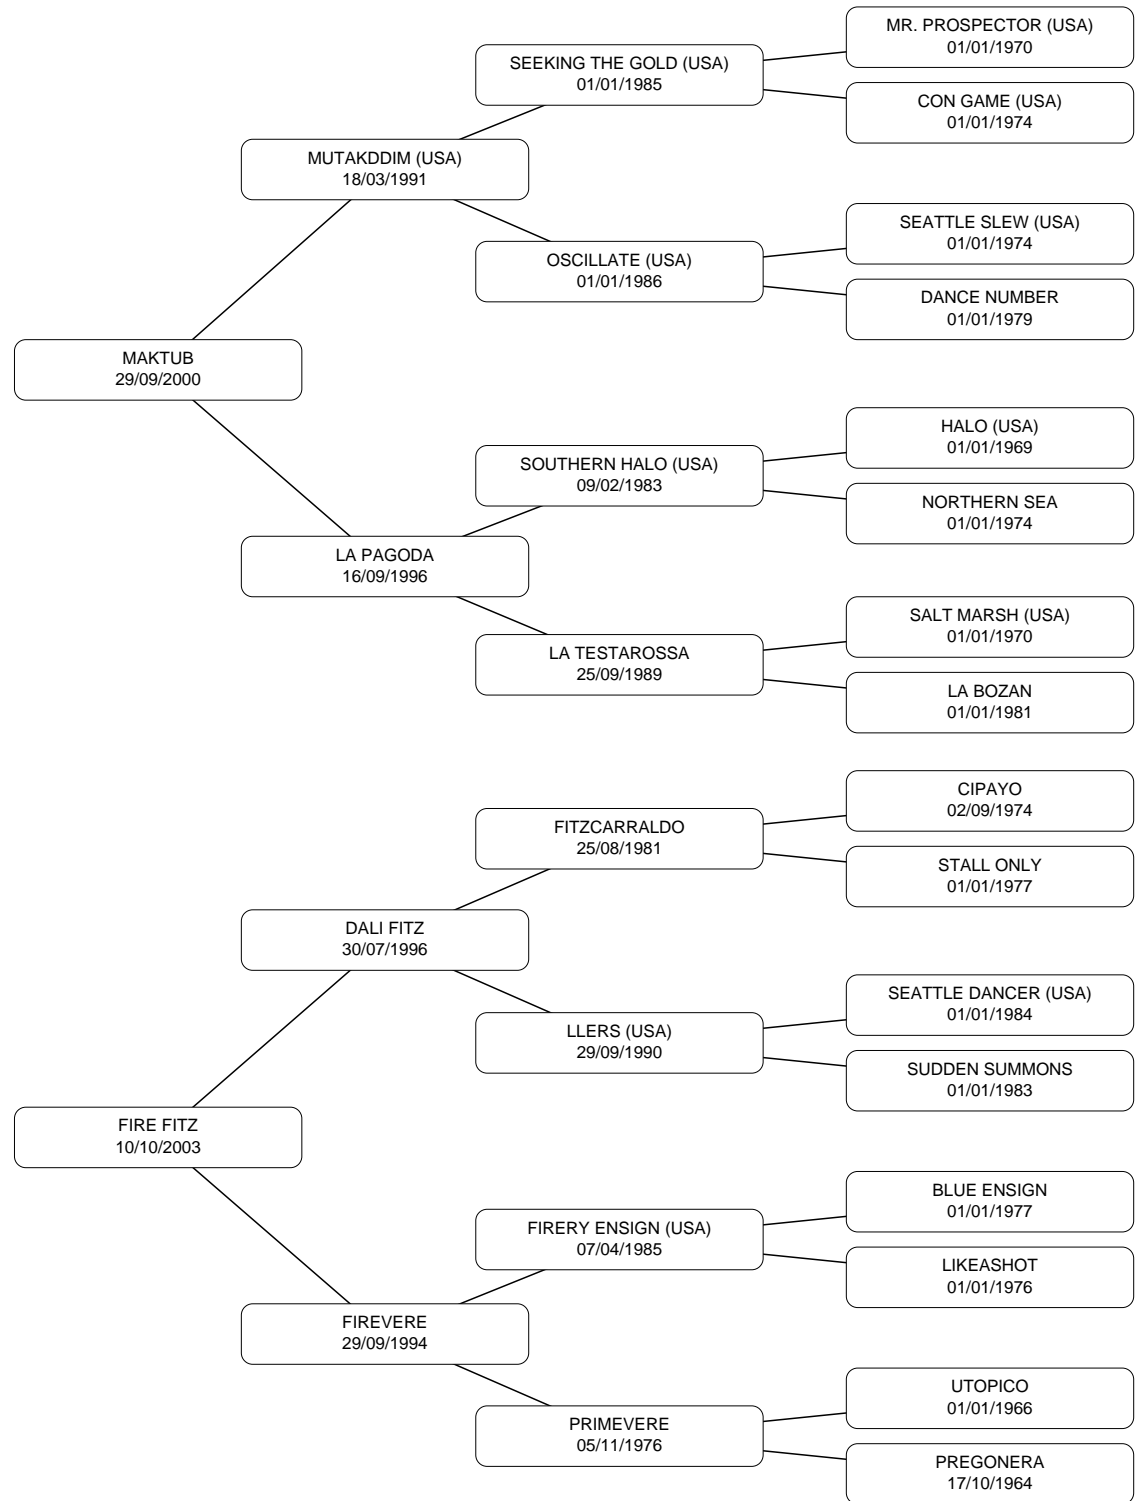 MR. PROSPECTOR (USA)
01/01/1970
SEEKING THE GOLD (USA)
01/01/1985
CON GAME (USA)
01/01/1974
MUTAKDDIM (USA)
18/03/1991
SEATTLE SLEW (USA)
01/01/1974
OSCILLATE (USA)
01/01/1986
DANCE NUMBER
01/01/1979
MAKTUB
29/09/2000
HALO (USA)
01/01/1969
SOUTHERN HALO (USA)
09/02/1983
NORTHERN SEA
01/01/1974
LA PAGODA
16/09/1996
SALT MARSH (USA)
01/01/1970
LA TESTAROSSA
25/09/1989
LA BOZAN
01/01/1981
CIPAYO
02/09/1974
FITZCARRALDO
25/08/1981
STALL ONLY
01/01/1977
DALI FITZ
30/07/1996
SEATTLE DANCER (USA)
01/01/1984
LLERS (USA)
29/09/1990
SUDDEN SUMMONS
01/01/1983
FIRE FITZ
10/10/2003
BLUE ENSIGN
01/01/1977
FIRERY ENSIGN (USA)
07/04/1985
LIKEASHOT
01/01/1976
FIREVERE
29/09/1994
UTOPICO
01/01/1966
PRIMEVERE
05/11/1976
PREGONERA
17/10/1964